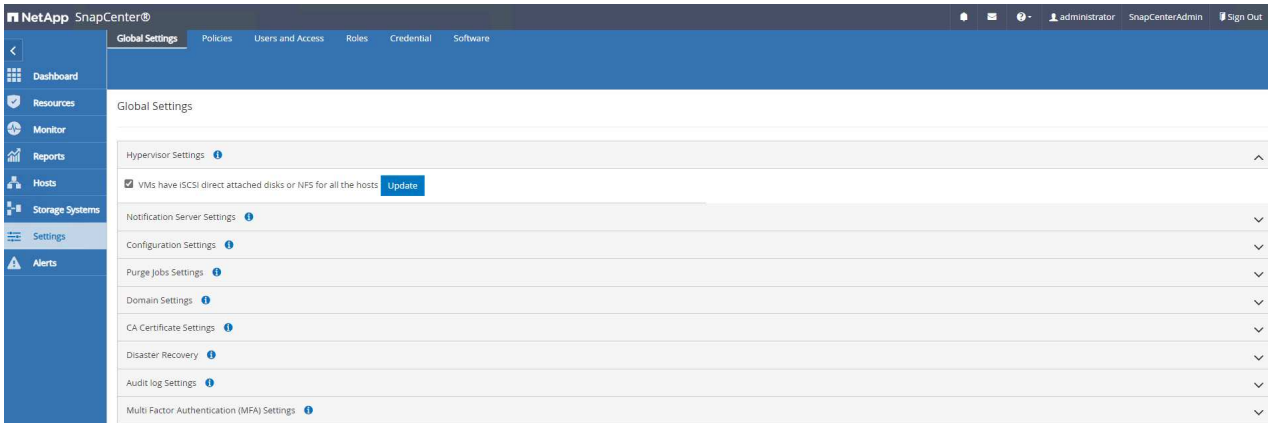 NetApp SnapCenter®
administrator SnapCenterAdmin Sign Out
Global Settings Policies Users and Access Roles Credential Software
Dashboard
Resources
Monitor
Reports
Hosts
Storage Systems
Settings
Alerts
Global Settings
Hypervisor Settings
VMs have iSCSI direct attached disks or NFS for all the hosts Update
Notification Server Settings
Configuration Settings
Purge Jobs Settings
Domain Settings
CA Certificate Settings
Disaster Recovery
Audit log Settings
Multi Factor Authentication (MFA) Settings